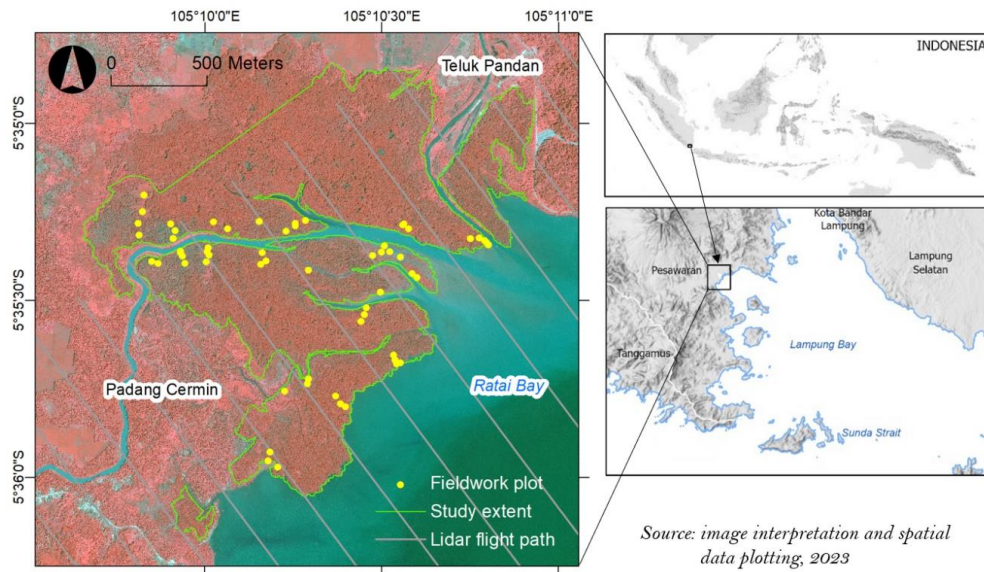 105°10'0"E
105°10'30"E
105°11'0"E
5°35'0"S
5°35'30"S
5°36'0"S
0 500 Meters
Teluk Pandan
Padang Cermin
Ratai Bay
Fieldwork plot
Study extent
Lidar flight path
INDONESIA
Kota Bandar
Lampung
Pesawaran
Lampung
Selatan
Lampung Bay
Tanggamus
Sunda Strait
Source: image interpretation and spatial
data plotting, 2023